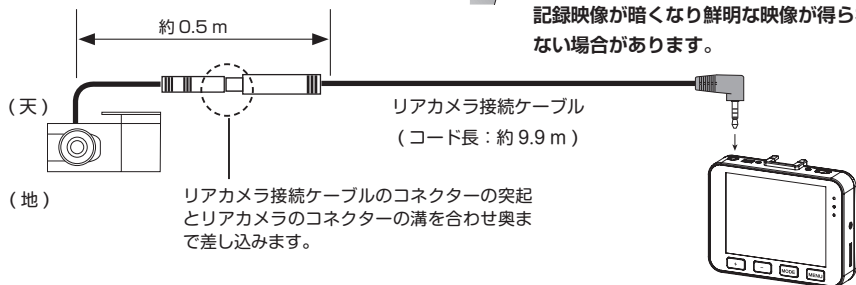 記録映像が暗くなり鮮明な映像が得ら
ない場合があります。
約 0.5 m
(天)
リアカメラ接続ケーブル
(コード長：約 9.9 m )
(地)
リアカメラ接続ケーブルのコネクターの突起
とリアカメラのコネクターの溝を合わせ奥ま
で差し込みます。
+
−
MODE
MENU